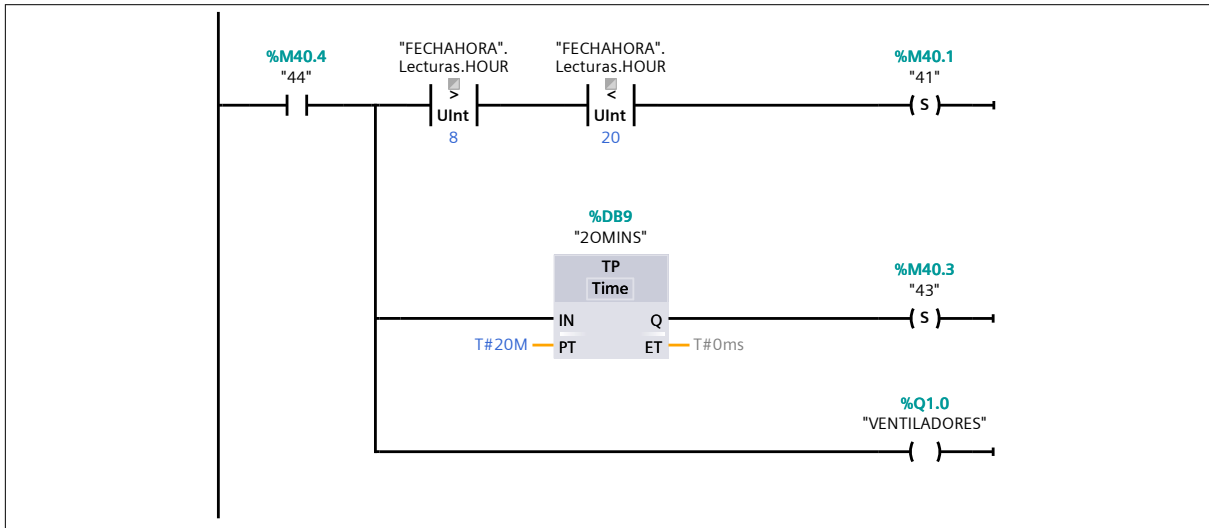 %M40.4
"44"
"FECHAHORA".
Lecturas.HOUR
>
UInt
8
"FECHAHORA".
Lecturas.HOUR
<
UInt
20
%M40.1
"41"
S
%DB9
"2OMINS"
TP
Time
IN
Q
T#20M
PT
ET
T#0ms
%M40.3
"43"
S
%Q1.0
"VENTILADORES"